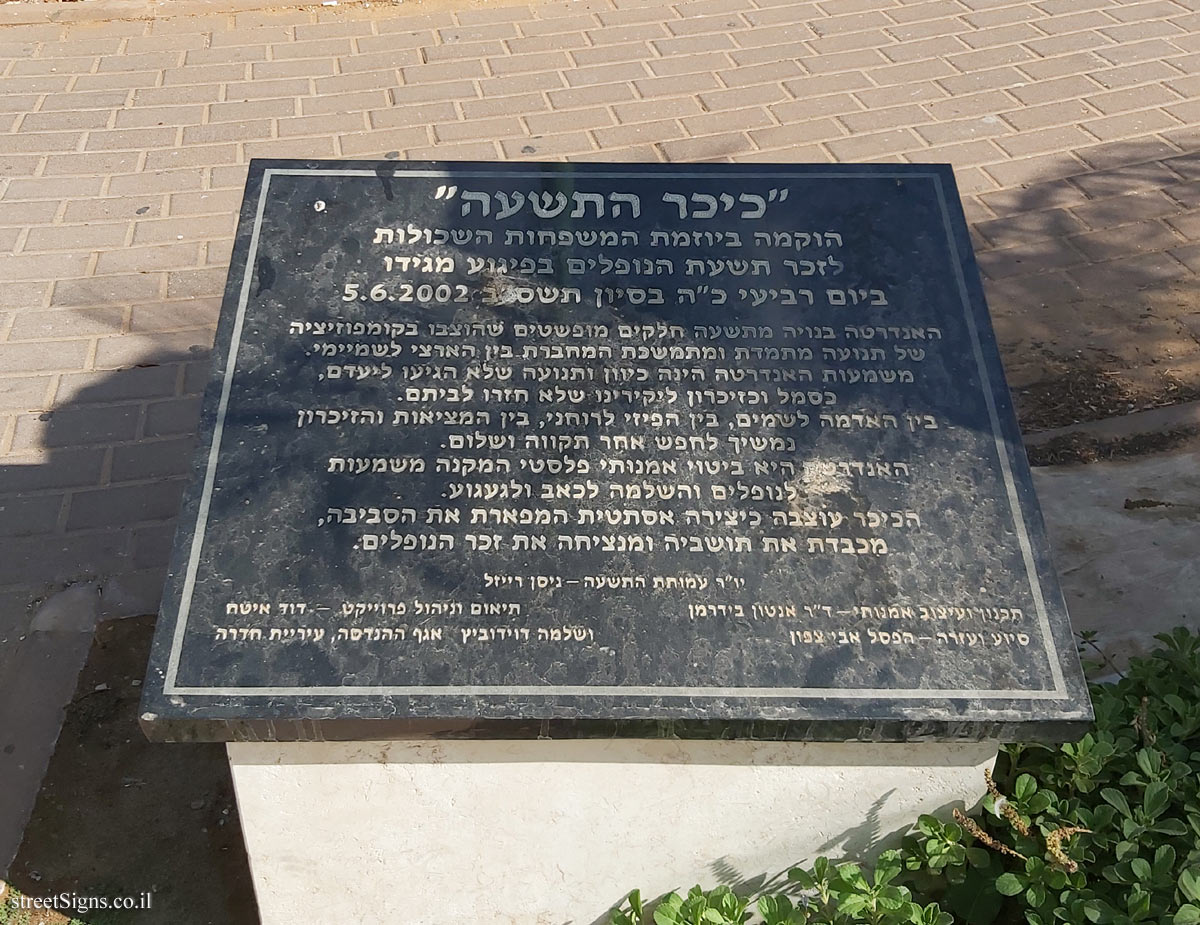 "כיכר התשעה"
הוקמה ביוזמת המשפחות השכולות
לזכר תשעת הנופלים בפיגוע מגידו
ביום רביעי כ"ה בסיון תשס"ב 5.6.2002
האנדרטה בנויה מתשעה חלקים מופשטים שהוצבו בקומפוזיציה
של תנועה מתמדת ומתמשכת המחברת בין הארצי לשמיימי.
משמעות האנדרטה הינה כיוון ותנועה שלא הגיעו ליעדם,
כסמל וכזיכרון ליקירינו שלא חזרו לביתם.
בין האדמה לשמים, בין הפיזי לרוחני, בין המציאות והזיכרון
נמשיך לחפש אחר תקווה ושלום.
האנדרטה היא ביטוי אמנותי פלסטי המקנה משמעות
לנופלים והשלמה לכאב ולגעגוע.
הכיכר עוצבה כיצירה אסתטית המפארת את הסביבה,
מכבדת את תושביה ומנציחה את זכר הנופלים.
יו"ר עמותת התשעה – ניסן רייזל
תכנון ועיצוב אמנותי – ד"ר אנטון בידרמן
סיוע ועזרה – הפסל אבי צפון
תיאום וניהול פרוייקט – דוד איטח
ושלמה דוידוביץ אגף ההנדסה, עיריית חדרה
streetSigns.co.il